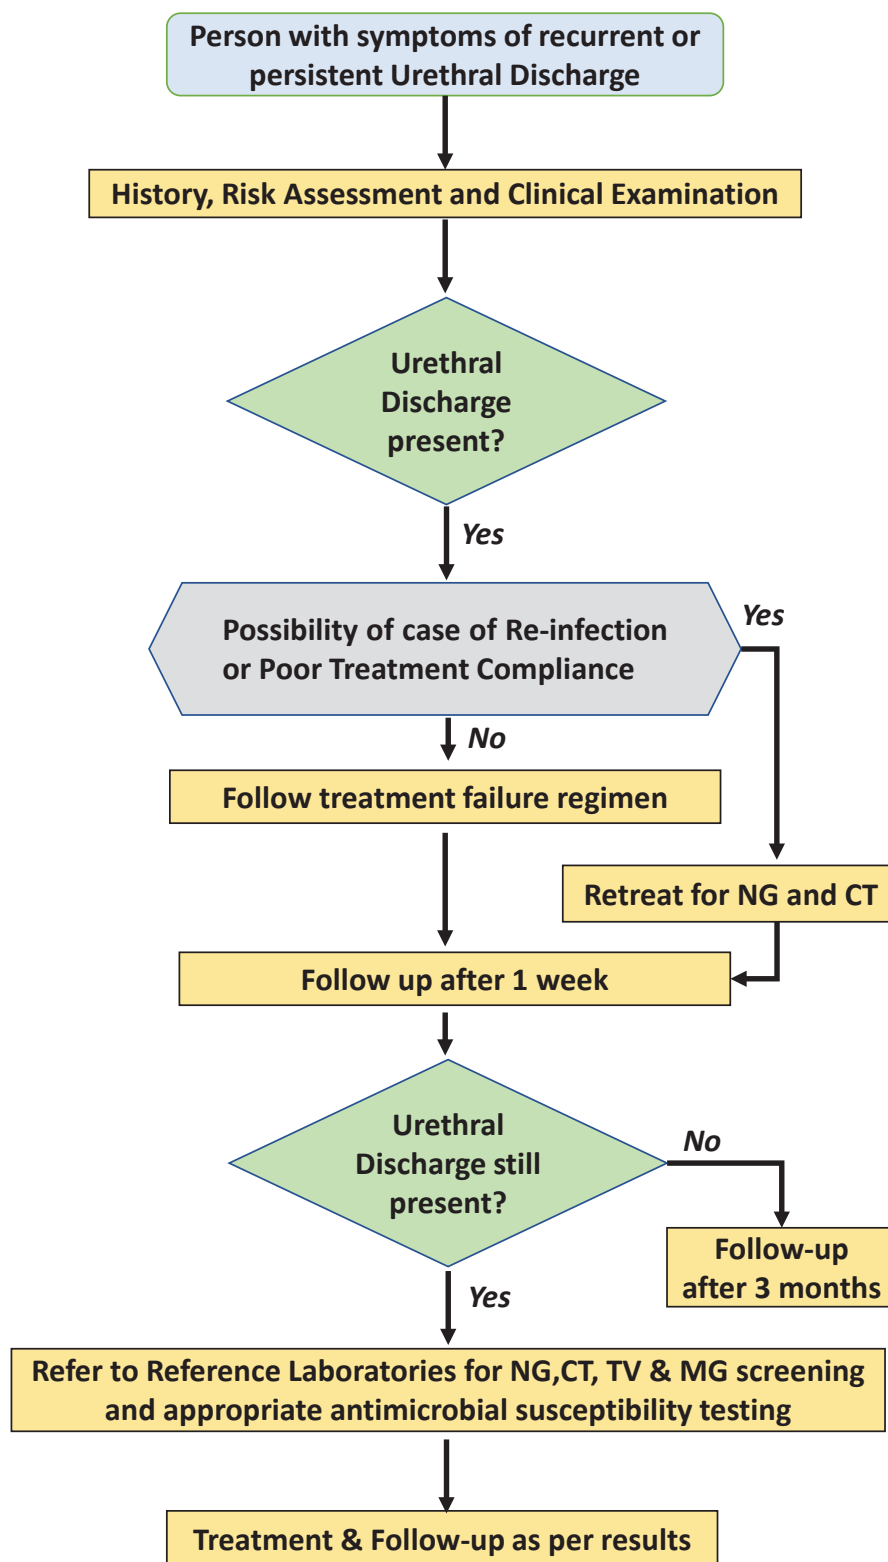 Person with symptoms of recurrent or
persistent Urethral Discharge
History, Risk Assessment and Clinical Examination
Urethral
Discharge
present?
Yes
Possibility of case of Re-infection
or Poor Treatment Compliance
Yes
No
Follow treatment failure regimen
Retreat for NG and CT
Follow up after 1 week
Urethral
Discharge still
present?
No
Follow-up
after 3 months
Yes
Refer to Reference Laboratories for NG,CT, TV & MG screening
and appropriate antimicrobial susceptibility testing
Treatment & Follow-up as per results